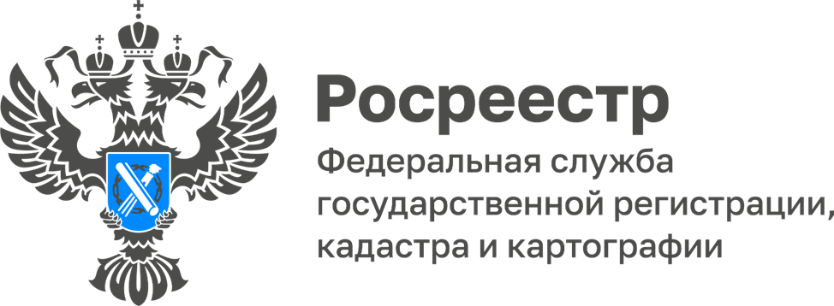 Росреестр
Федеральная служба
государственной регистрации,
кадастра и картографии